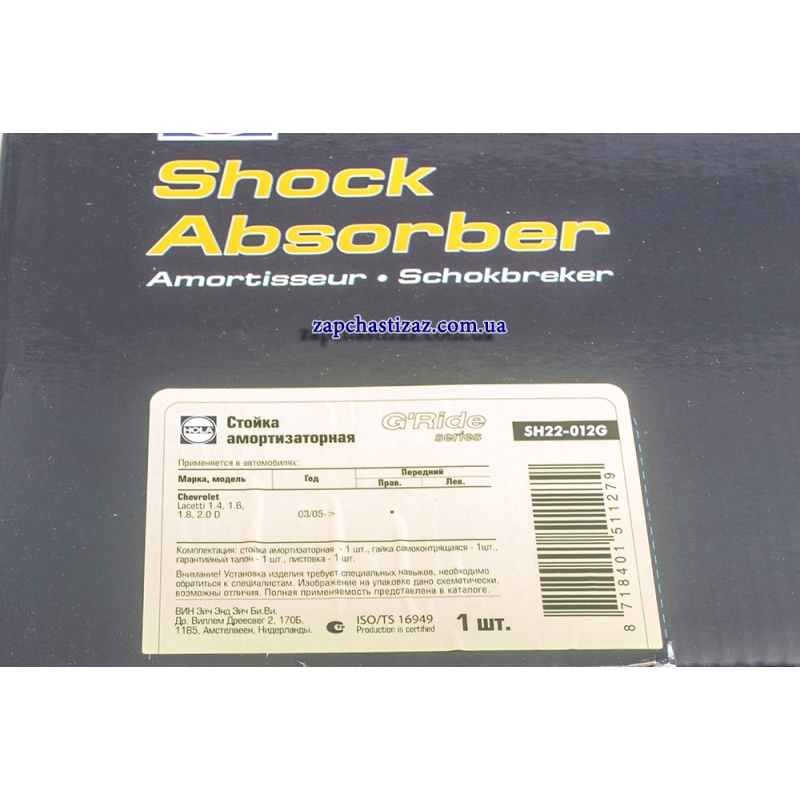 Shock
Absorber
Amortisseur • Schokbreker
zapchastizaz.com.ua
HOLA
Стойка
амортизаторная
G'Ride
series
SH22-012G
Применяется в автомобилях:
Марка, модель Год Передний
Прав. Лев.
Chevrolet
Lacetti 1.4, 1.6,
1.8, 2.0 D 03/05-> •
Комплектация: стойка амортизаторная - 1 шт., гайка самоконтрящаяся - 1шт.,
гарантийный талон - 1 шт., листовка - 1 шт.
Внимание! Установка изделия требует специальных навыков, необходимо
обратиться к специалистам. Изображение на упаковке дано схематически,
возможны отличия. Полная применяемость представлена в каталоге.
ВИН Эйч Энд Эйч Би.Ви.
Др. Виллем Дреесвег 2, 170Б,
1185, Амстелвеен, Нидерланды.
ISO/TS 16949
Production is certified
1 шт.
8 718401 511279